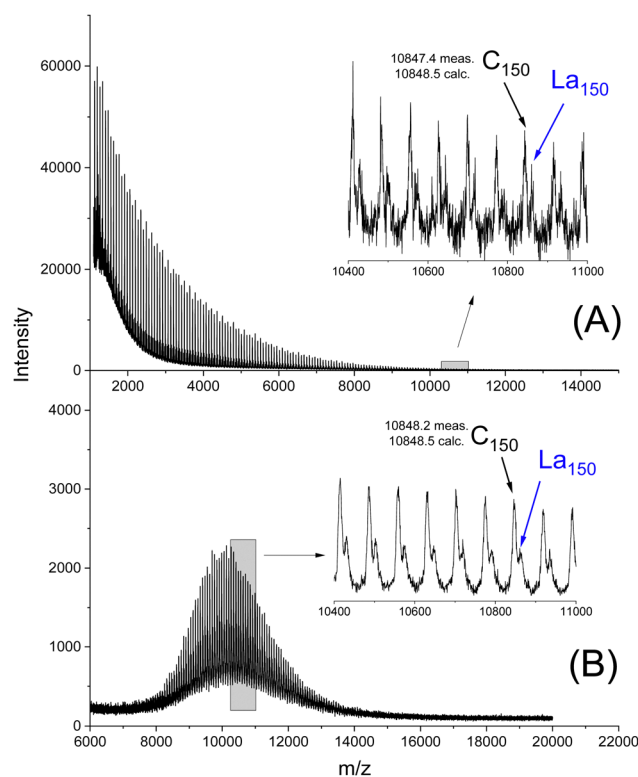 60000
40000
20000
0
Intensity
10847.4 meas.
10848.5 calc.
C150
La150
10400 10600 10800 11000
(A)
2000 4000 6000 8000 10000 12000 14000
4000
3000
2000
1000
0
10848.2 meas.
10848.5 calc.
C150
La150
10400 10600 10800 11000
(B)
6000 8000 10000 12000 14000 16000 18000 20000 22000
m/z